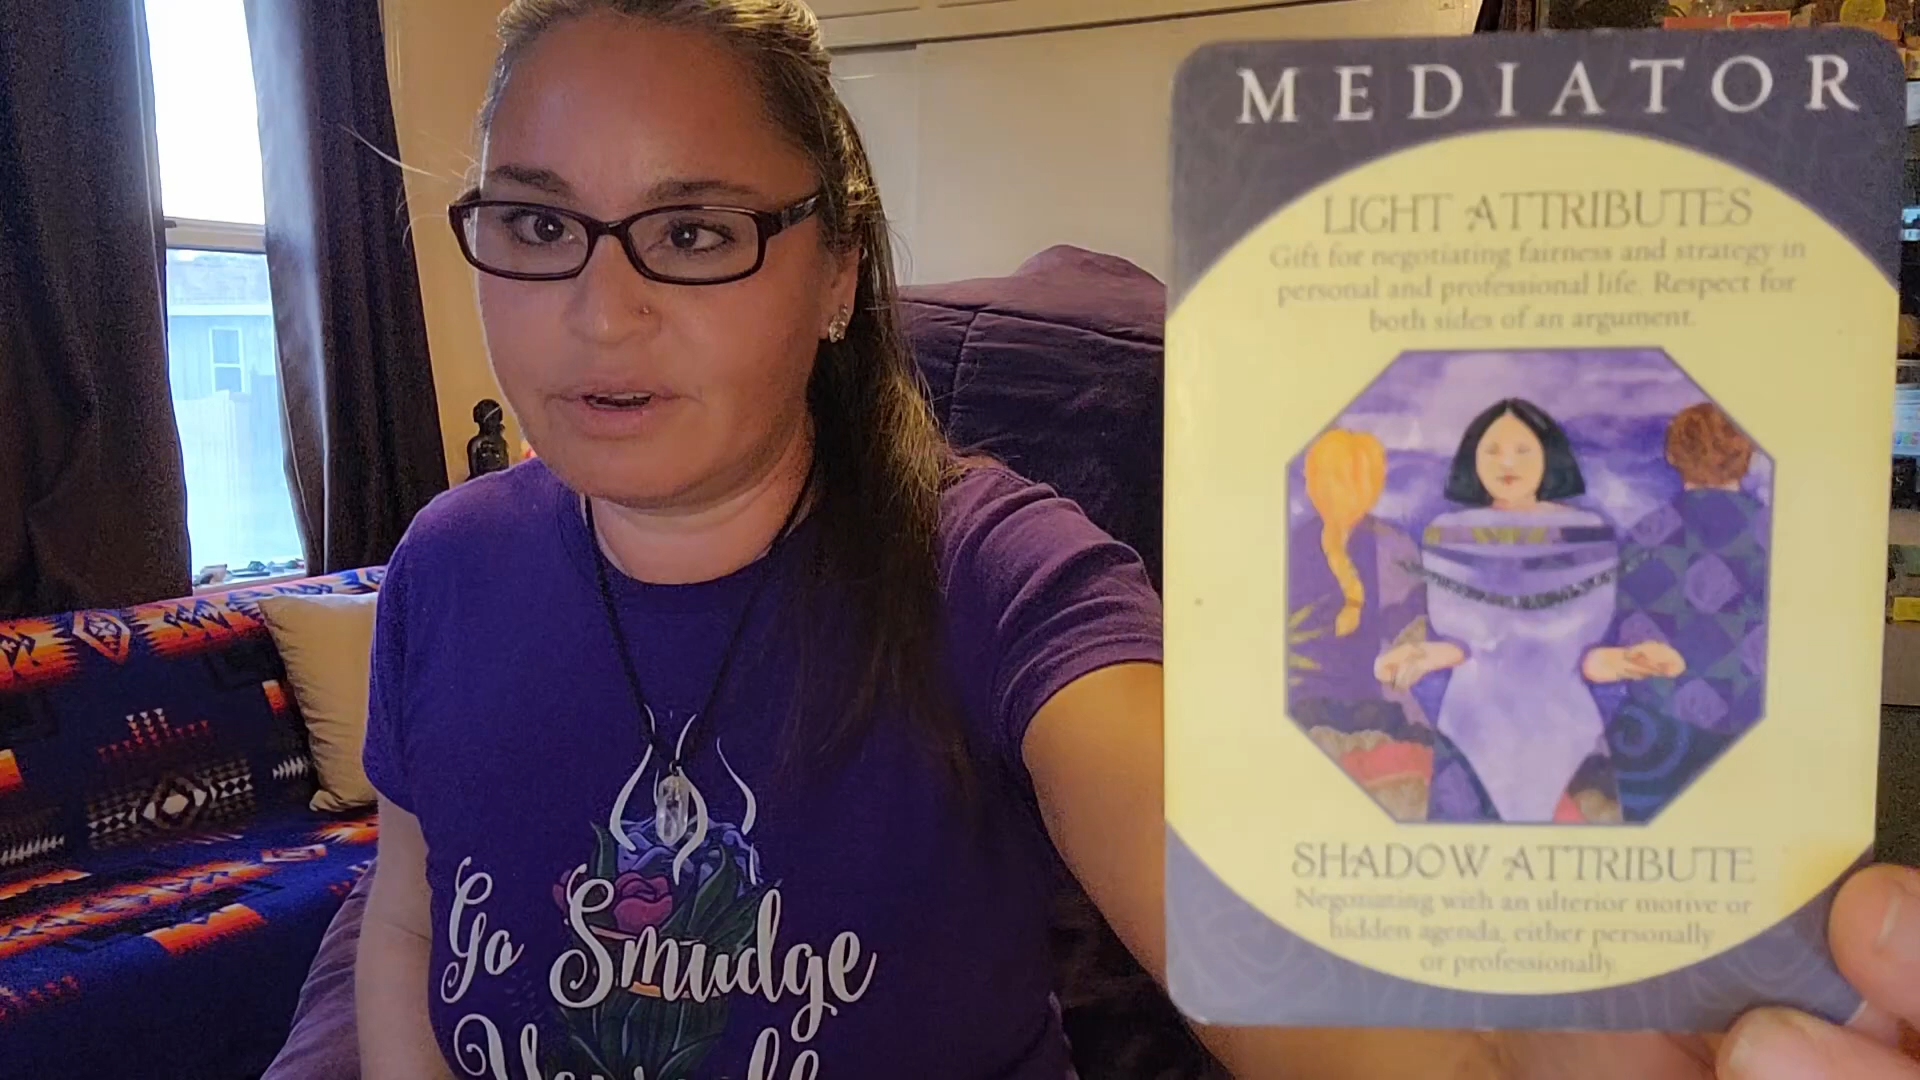 MEDIATOR
LIGHT ATTRIBUTES
Gift for negotiating fairness and strategy in
personal and professional life. Respect for
both sides of an argument.
SHADOW ATTRIBUTE
Negotiating with an ulterior motive or
hidden agenda, either personally
or professionally.
Go Smudge
Yourself